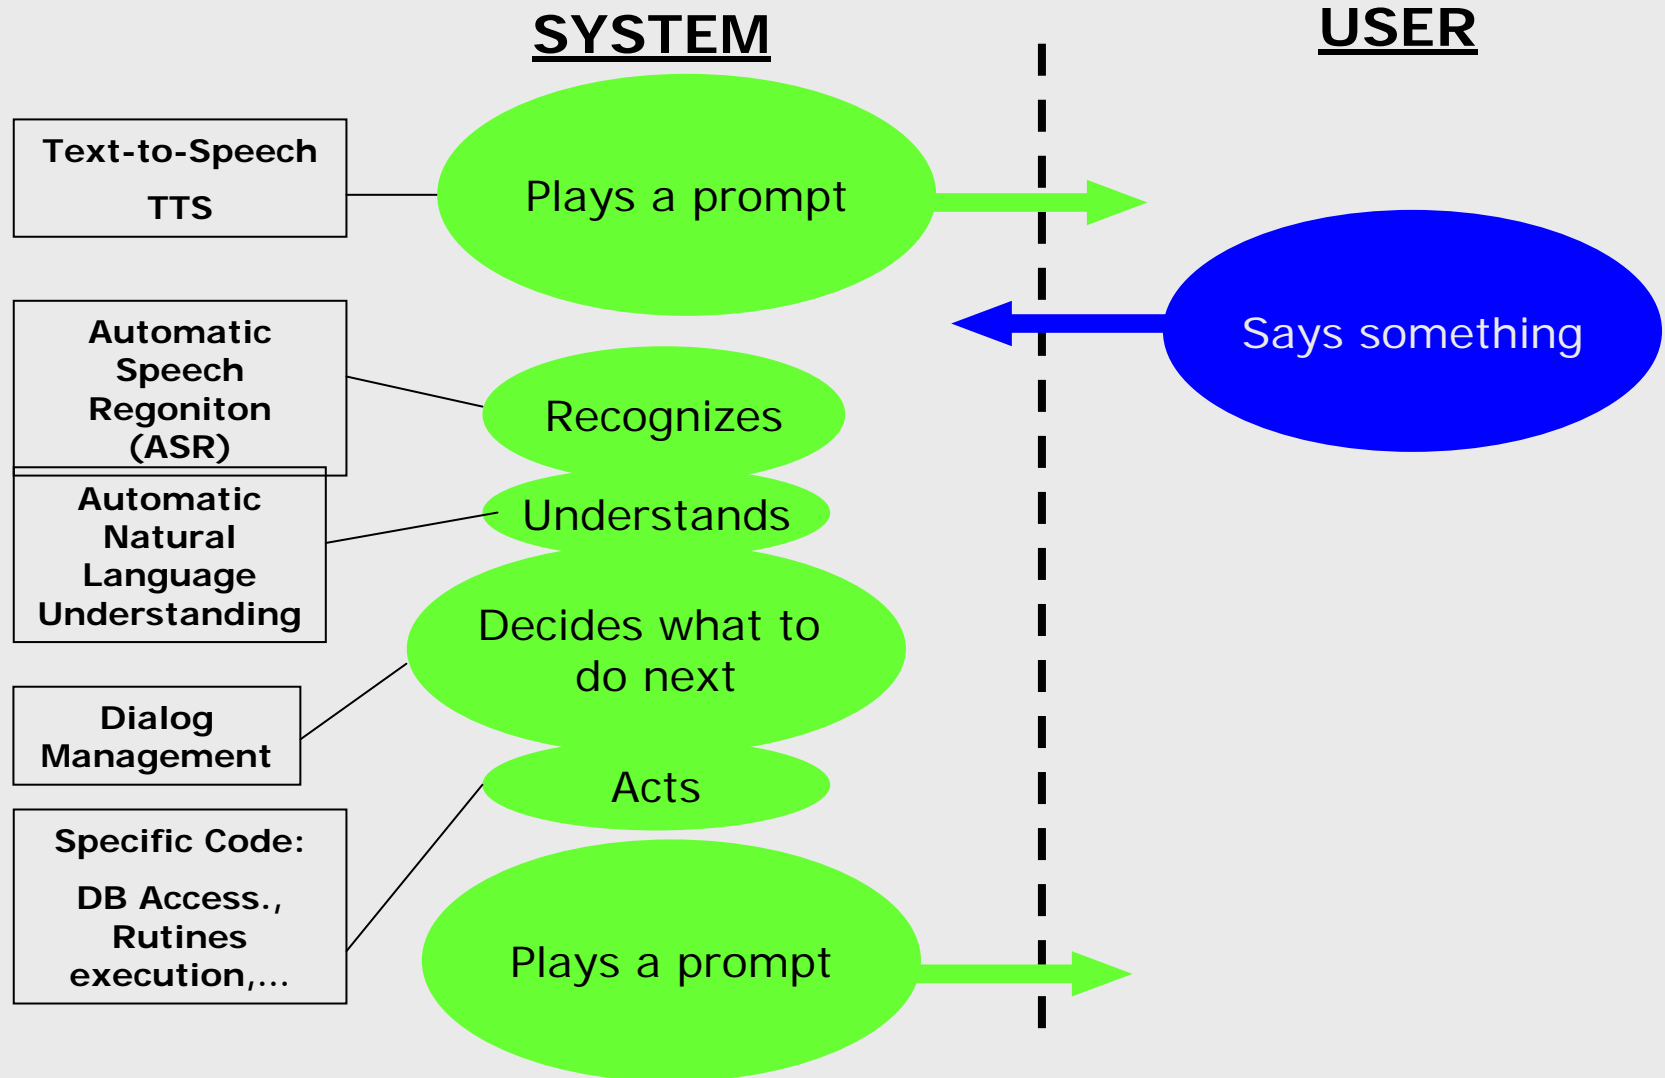 SYSTEM
USER
Text-to-Speech
TTS
Plays a prompt
Says something
Automatic
Speech
Regoniton
(ASR)
Recognizes
Automatic
Natural
Language
Understanding
Understands
Decides what to
do next
Dialog
Management
Acts
Specific Code:
DB Access.,
Rutines
execution,...
Plays a prompt